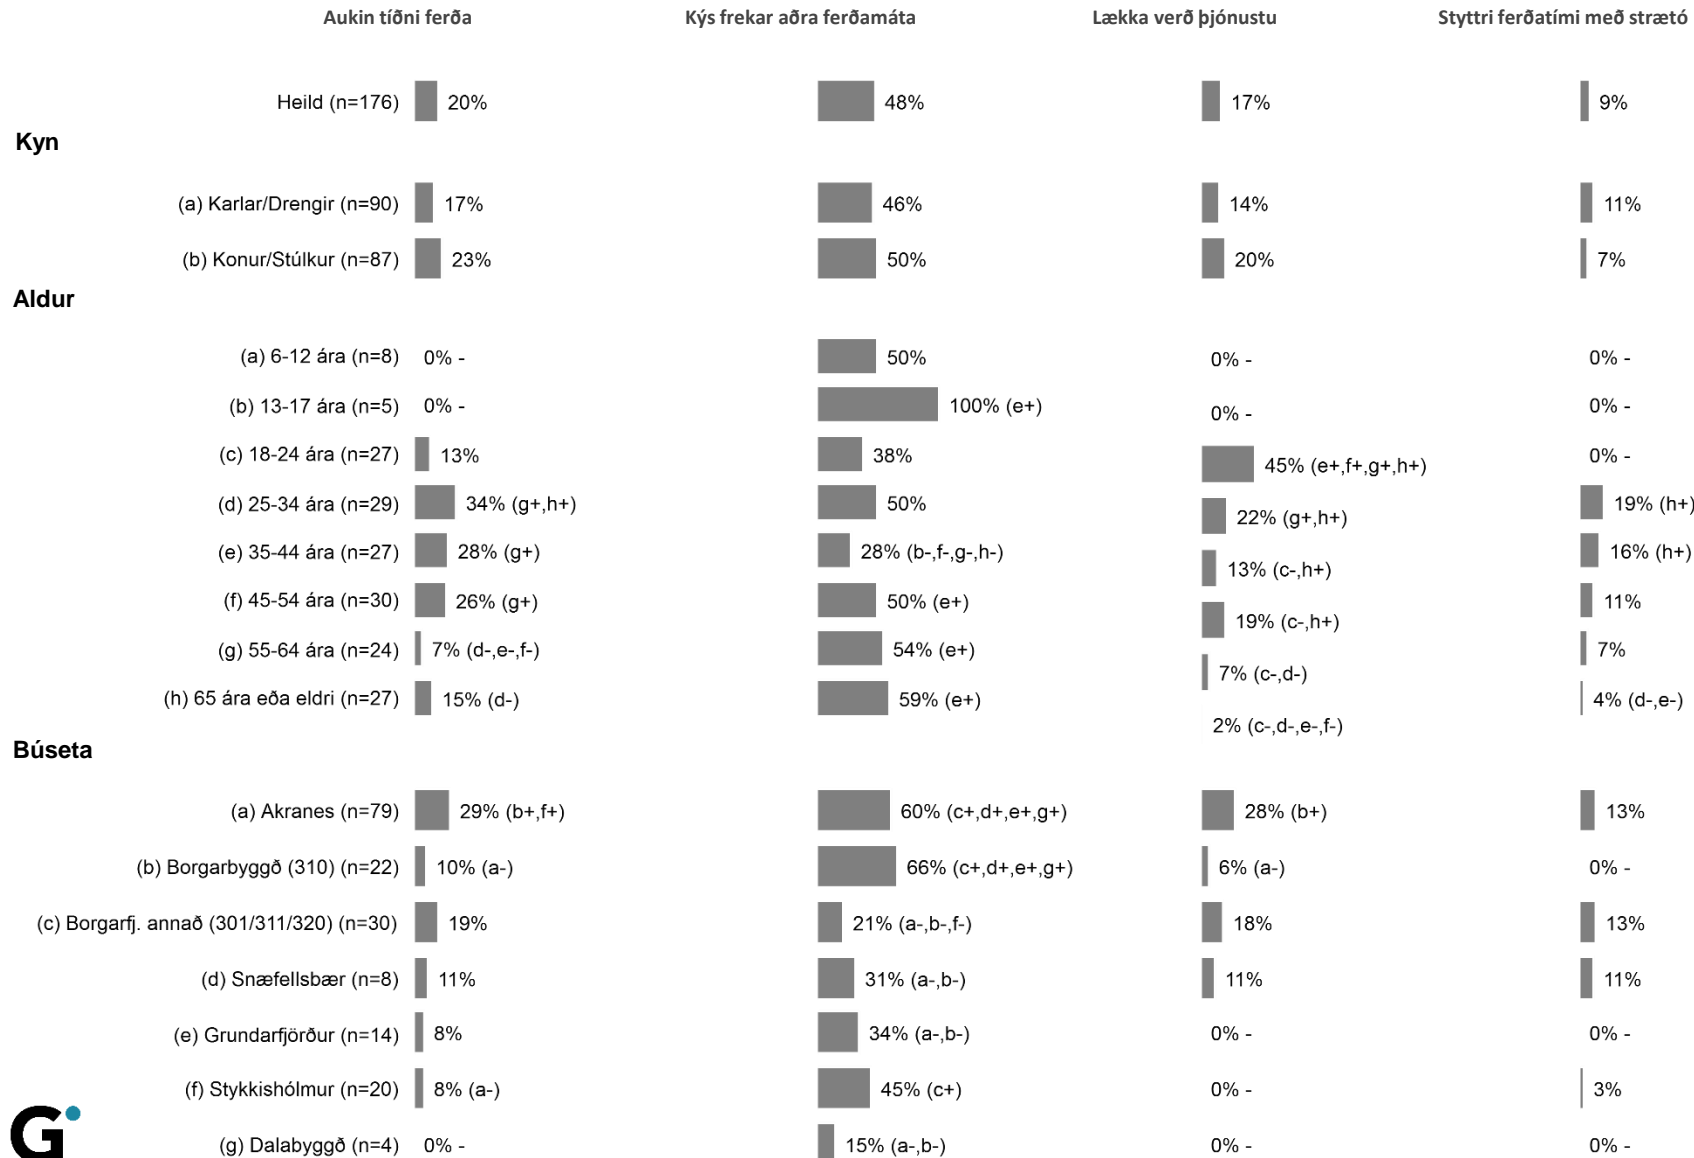 Aukin tíðni ferða Kýs frekar aðra ferðamáta Lækka verð þjónustu Styttri ferðatími með strætó
Heild (n=176) 20% 48% 17% 9%
Kyn
(a) Karlar/Drengir (n=90) 17% 46% 14% 11%
(b) Konur/Stúlkur (n=87) 23% 50% 20% 7%
Aldur
(a) 6-12 ára (n=8) 0% - 50% 0% - 0% -
(b) 13-17 ára (n=5) 0% - 100% (e+) 0% - 0% -
(c) 18-24 ára (n=27) 13% 38% 45% (e+,f+,g+,h+) 0% -
(d) 25-34 ára (n=29) 34% (g+,h+) 50% 22% (g+,h+) 19% (h+)
(e) 35-44 ára (n=27) 28% (g+) 28% (b-,f-,g-,h-) 13% (c-,h+) 16% (h+)
(f) 45-54 ára (n=30) 26% (g+) 50% (e+) 19% (c-,h+) 11%
(g) 55-64 ára (n=24) 7% (d-,e-,f-) 54% (e+) 7% (c-,d-) 7%
(h) 65 ára eða eldri (n=27) 15% (d-) 59% (e+) 2% (c-,d-,e-,f-) 4% (d-,e-)
Búseta
(a) Akranes (n=79) 29% (b+,f+) 60% (c+,d+,e+,g+) 28% (b+) 13%
(b) Borgarbyggð (310) (n=22) 10% (a-) 66% (c+,d+,e+,g+) 6% (a-) 0% -
(c) Borgarfj. annað (301/311/320) (n=30) 19% 21% (a-,b-,f-) 18% 13%
(d) Snæfellsbær (n=8) 11% 31% (a-,b-) 11% 11%
(e) Grundarfjörður (n=14) 8% 34% (a-,b-) 0% - 0% -
(f) Stykkishólmur (n=20) 8% (a-) 45% (c+) 0% - 3%
(g) Dalabyggð (n=4) 0% - 15% (a-,b-) 0% - 0% -
G